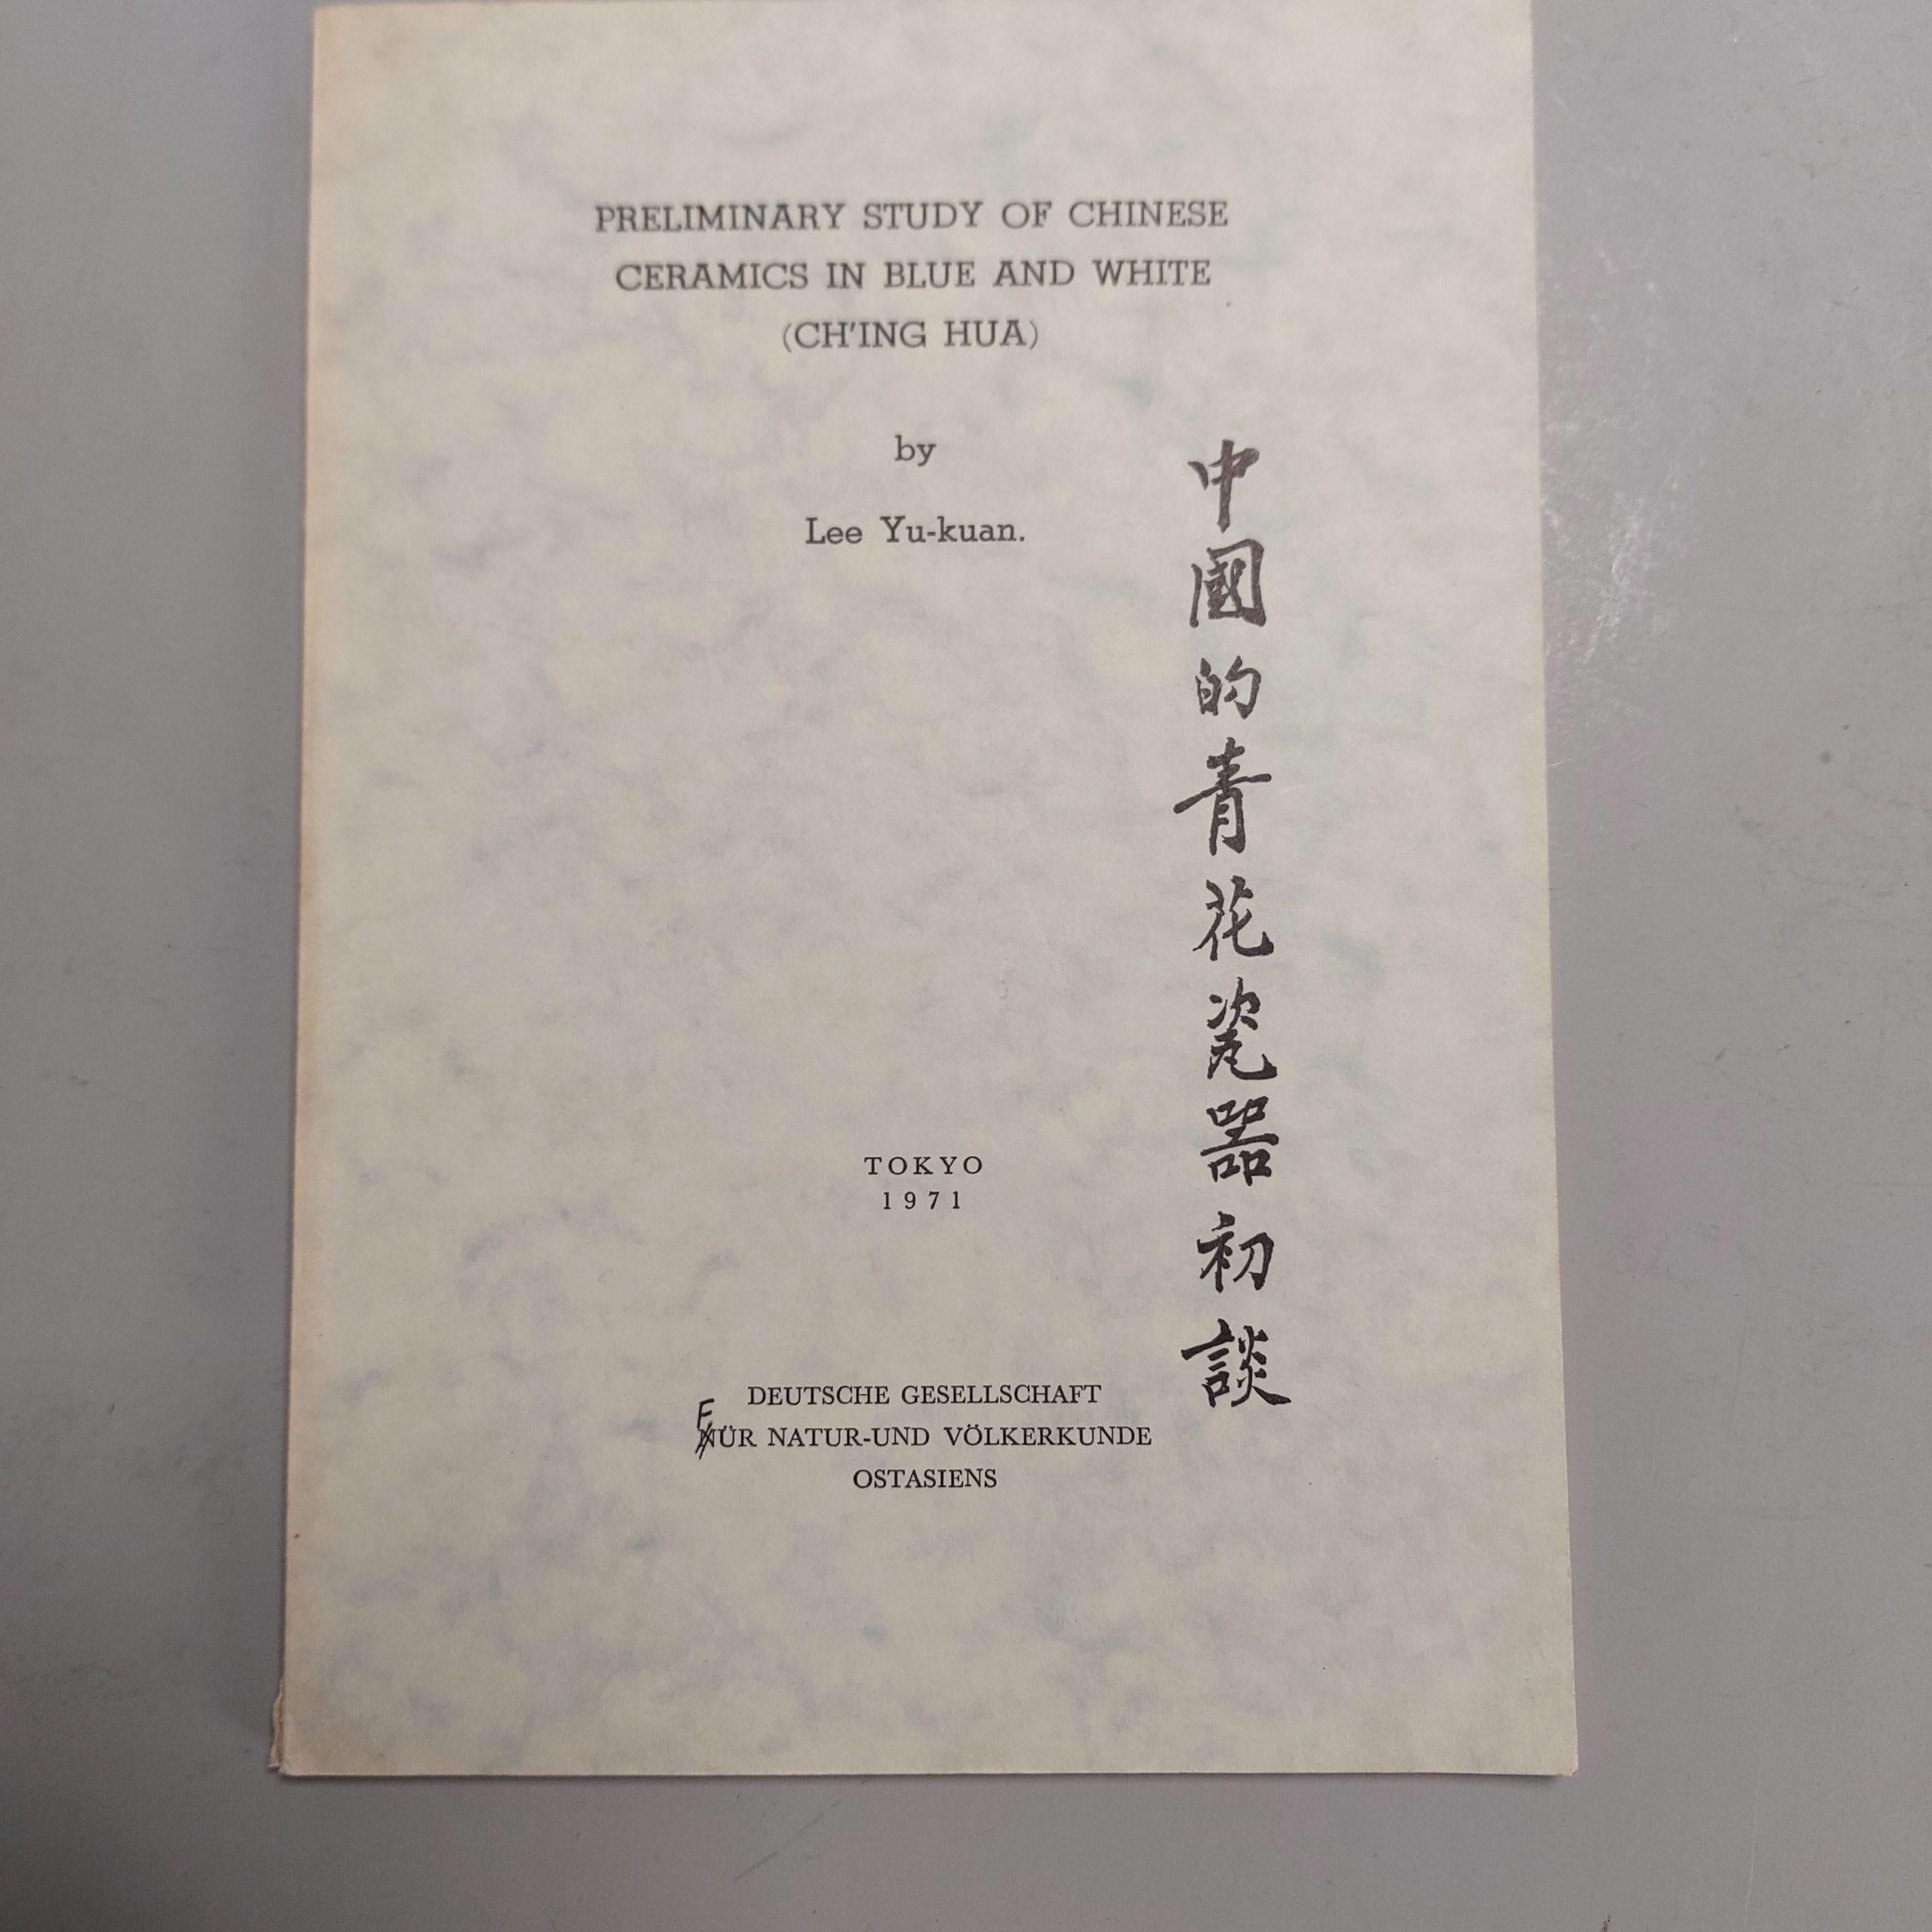 PRELIMINARY STUDY OF CHINESE
CERAMICS IN BLUE AND WHITE
(CH'ING HUA)
by
Lee Yu-kuan.
中國的青花瓷器初談
TOKYO
1971
DEUTSCHE GESELLSCHAFT
FÜR NATUR-UND VÖLKERKUNDE
OSTASIENS